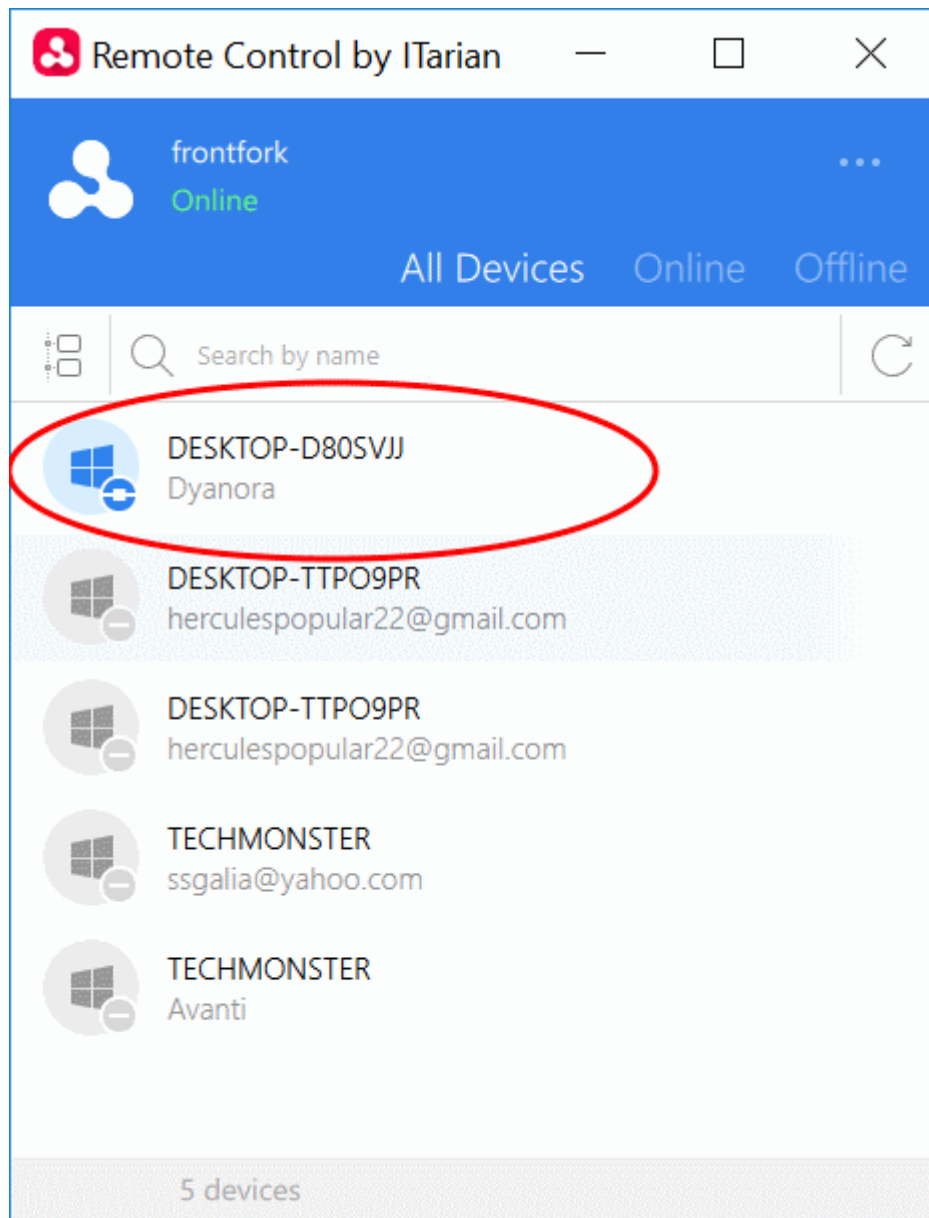 Remote Control by ITarian
frontfork
Online
All Devices Online Offline
Search by name
DESKTOP-D80SVJJ
Dyanora
DESKTOP-TTPO9PR
herculespopular22@gmail.com
DESKTOP-TTPO9PR
herculespopular22@gmail.com
TECHMONSTER
ssgalia@yahoo.com
TECHMONSTER
Avanti
5 devices